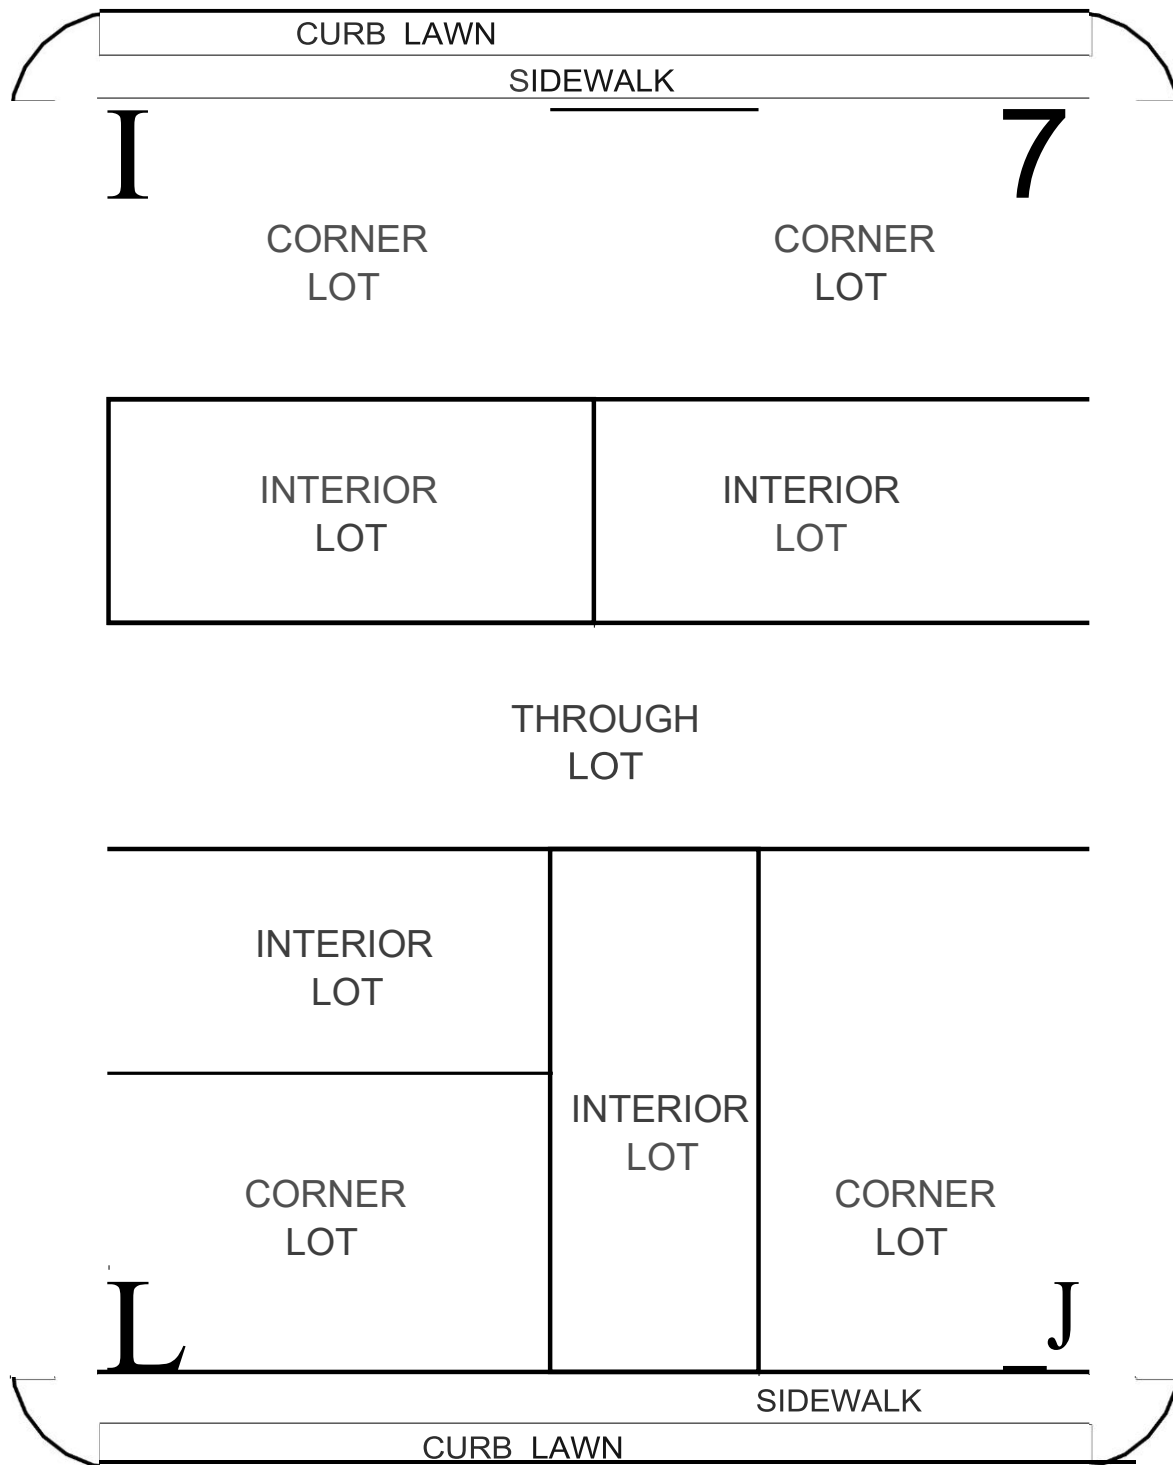 CURB LAWN
SIDEWALK
I
7
CORNER
LOT
CORNER
LOT
INTERIOR
LOT
INTERIOR
LOT
THROUGH
LOT
INTERIOR
LOT
INTERIOR
LOT
CORNER
LOT
CORNER
LOT
L
_J
SIDEWALK
CURB LAWN